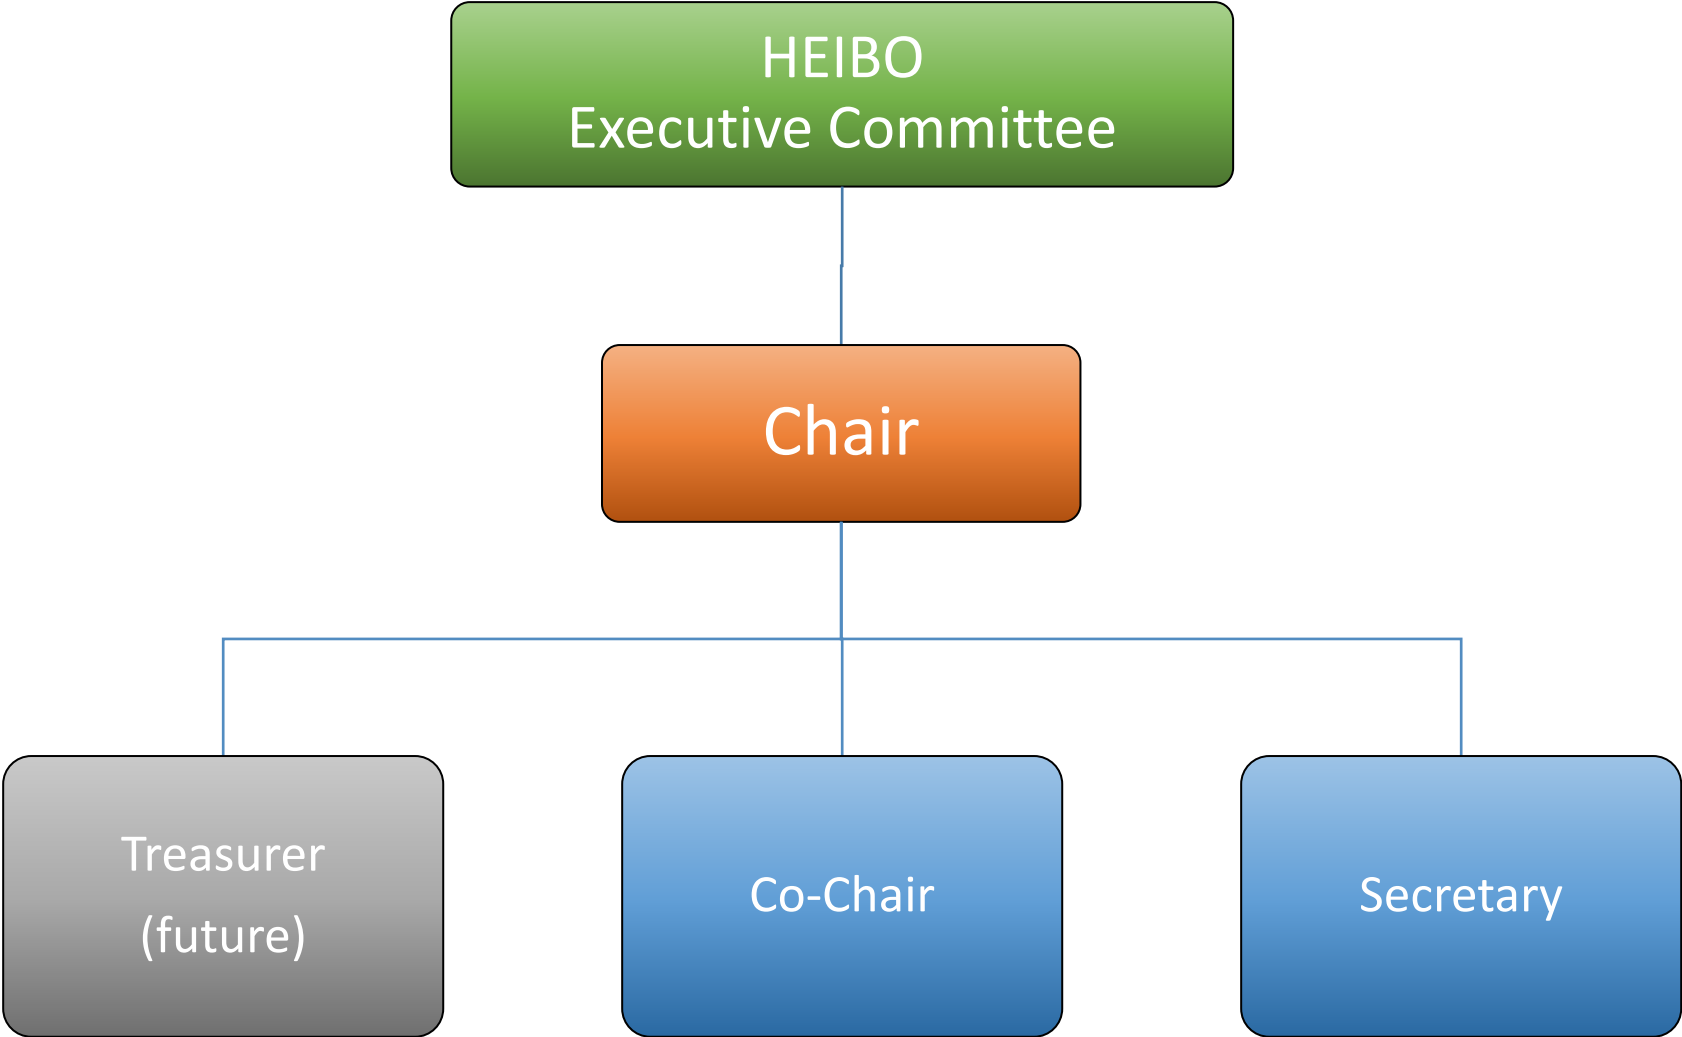 HEIBO
Executive Committee
Chair
Treasurer
(future)
Co-Chair
Secretary